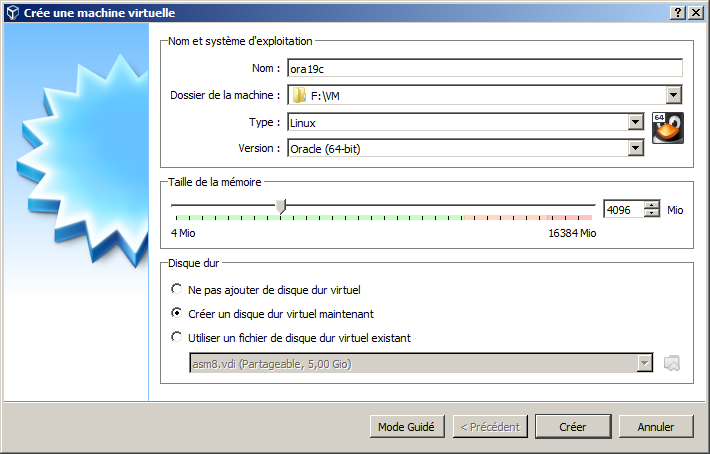 Crée une machine virtuelle
Nom et système d'exploitation
Nom : ora19c
Dossier de la machine : F:\VM
Type : Linux
64
Version : Oracle (64-bit)
Taille de la mémoire
4096 Mio
4 Mio 16384 Mio
Disque dur
Ne pas ajouter de disque dur virtuel
Créer un disque dur virtuel maintenant
Utiliser un fichier de disque dur virtuel existant
asm8.vdi (Partageable, 5,00 Gio)
Mode Guidé < Précédent Créer Annuler